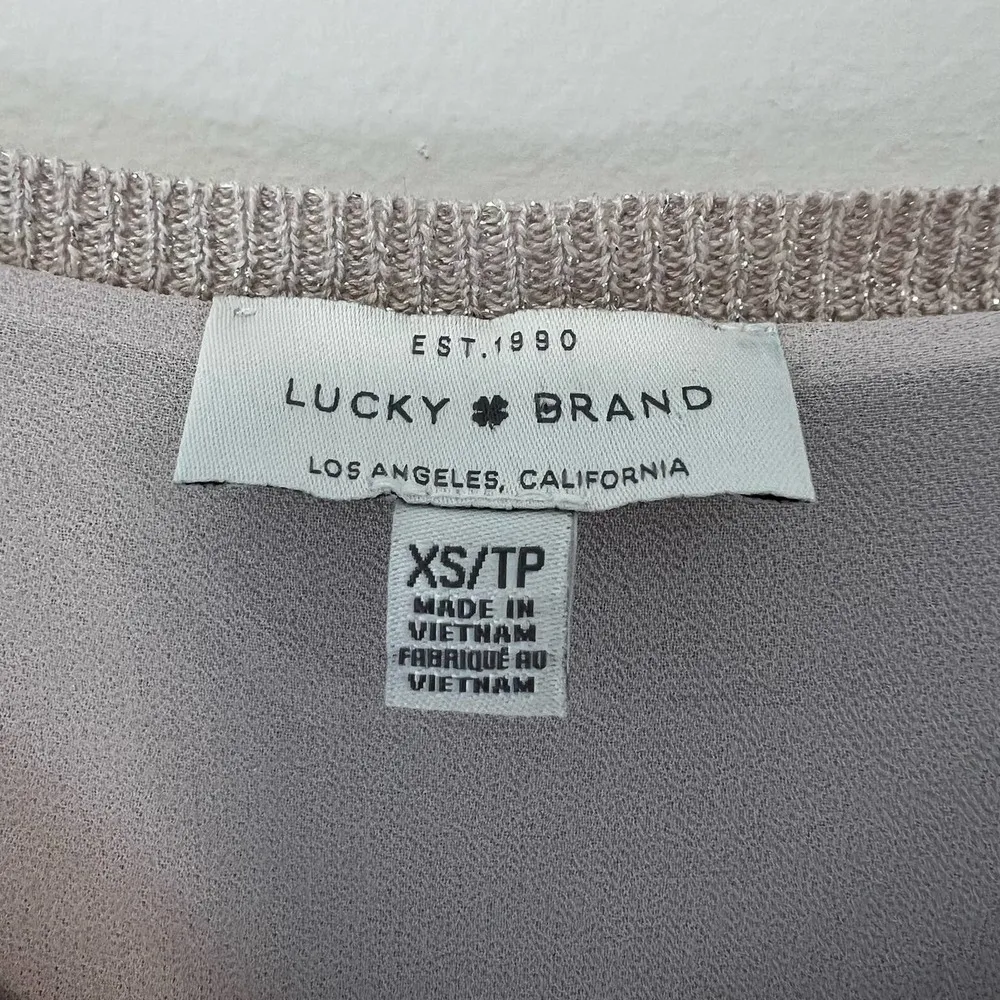 EST.1990
LUCKY BRAND
LOS ANGELES, CALIFORNIA
XS/TP
MADE IN
VIETNAM
FABRIQUÉ AU
VIETNAM